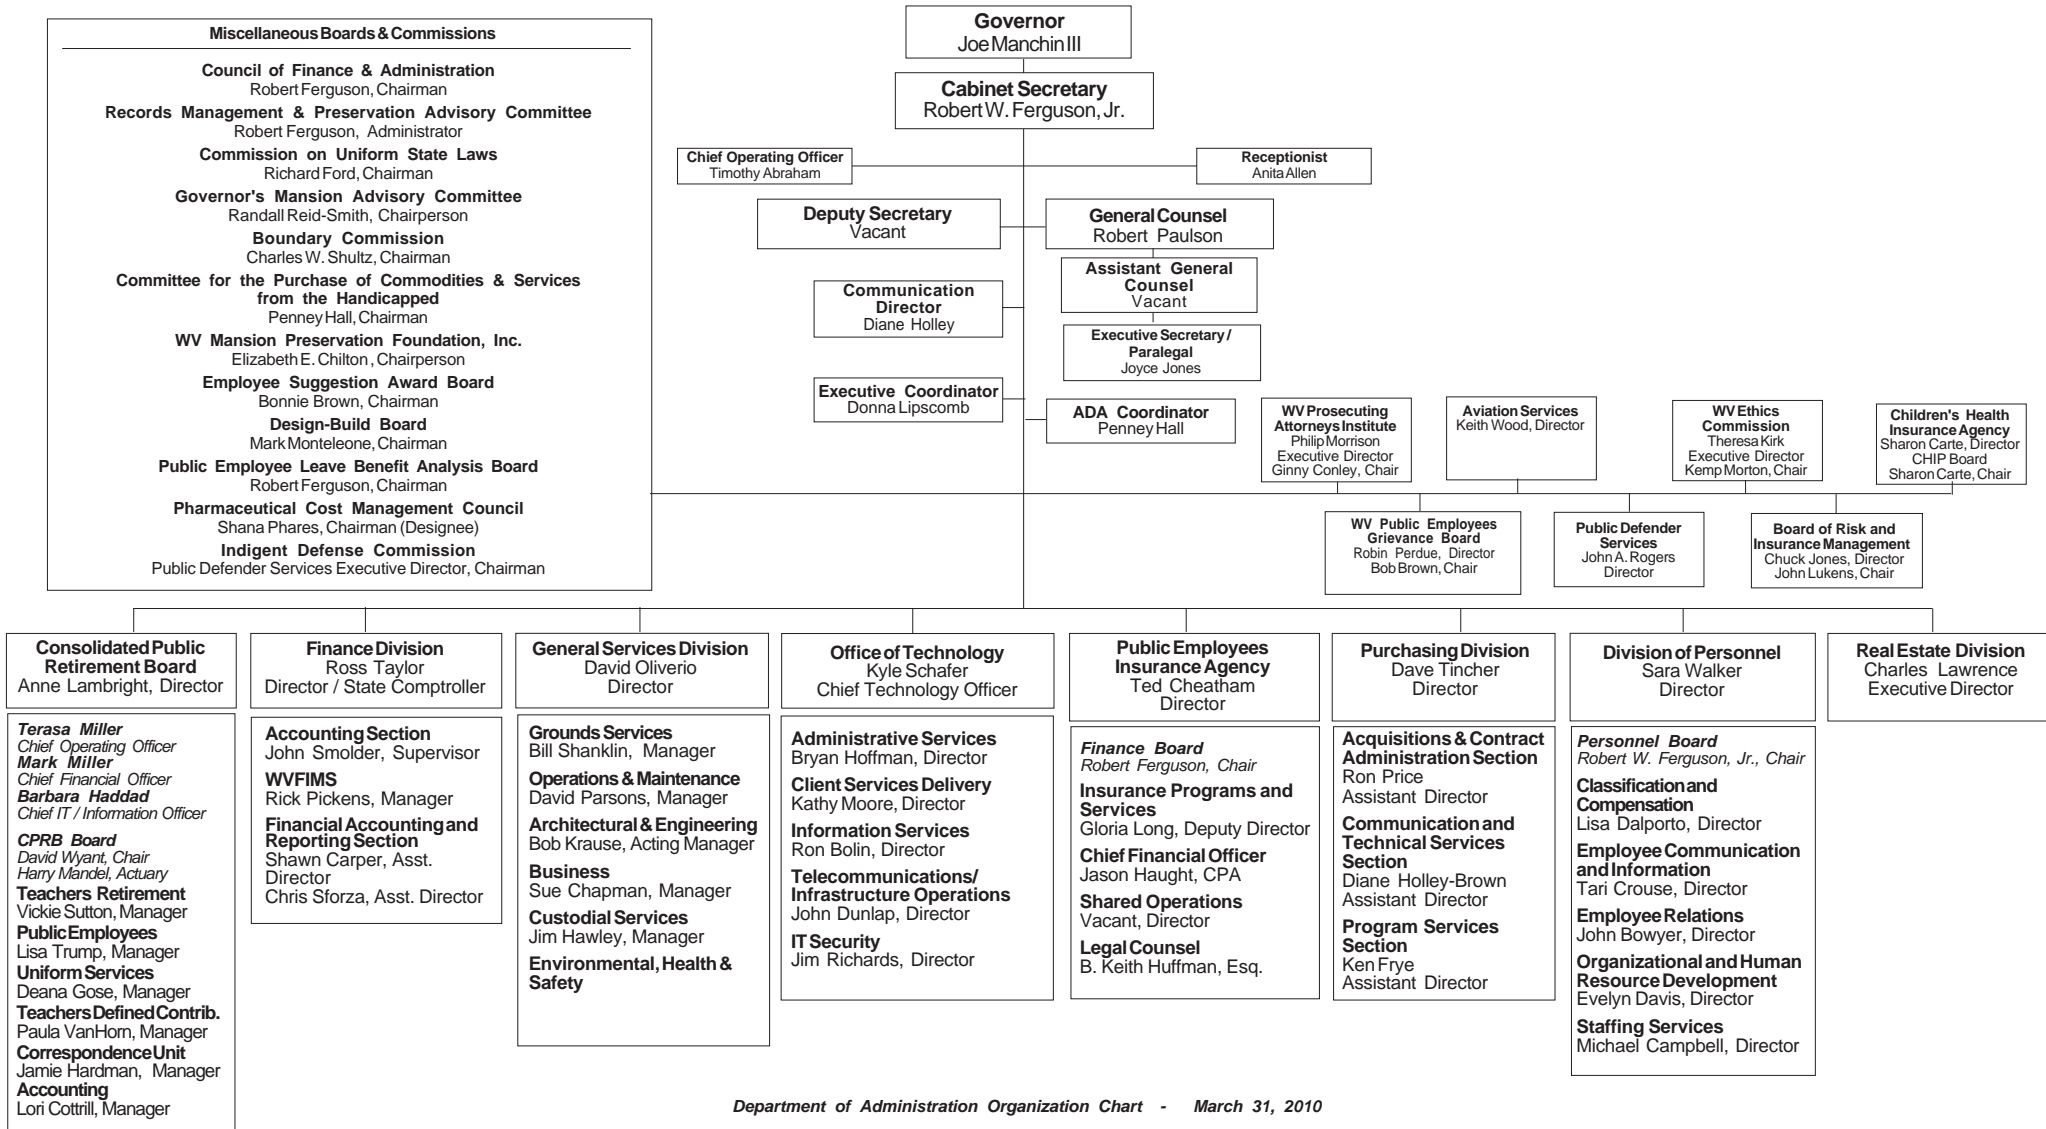 Miscellaneous Boards & Commissions
Council of Finance & Administration
Robert Ferguson, Chairman
Records Management & Preservation Advisory Committee
Robert Ferguson, Administrator
Commission on Uniform State Laws
Richard Ford, Chairman
Governor's Mansion Advisory Committee
Randall Reid-Smith, Chairperson
Boundary Commission
Charles W. Shultz, Chairman
Committee for the Purchase of Commodities & Services
from the Handicapped
Penney Hall, Chairman
WV Mansion Preservation Foundation, Inc.
Elizabeth E. Chilton, Chairperson
Employee Suggestion Award Board
Bonnie Brown, Chairman
Design-Build Board
Mark Monteleone, Chairman
Public Employee Leave Benefit Analysis Board
Robert Ferguson, Chairman
Pharmaceutical Cost Management Council
Shana Phares, Chairman (Designee)
Indigent Defense Commission
Public Defender Services Executive Director, Chairman
Governor
Joe Manchin III
Cabinet Secretary
Robert W. Ferguson, Jr.
Chief Operating Officer
Timothy Abraham
Receptionist
Anita Allen
Deputy Secretary
Vacant
General Counsel
Robert Paulson
Assistant General
Counsel
Vacant
Communication
Director
Diane Holley
Executive Secretary /
Paralegal
Joyce Jones
Executive Coordinator
Donna Lipscomb
ADA Coordinator
Penney Hall
WV Prosecuting
Attorneys Institute
Philip Morrison
Executive Director
Ginny Conley, Chair
Aviation Services
Keith Wood, Director
WV Ethics
Commission
Theresa Kirk
Executive Director
Kemp Morton, Chair
Children's Health
Insurance Agency
Sharon Carte, Director
CHIP Board
Sharon Carte, Chair
WV Public Employees
Grievance Board
Robin Perdue, Director
Bob Brown, Chair
Public Defender
Services
John A. Rogers
Director
Board of Risk and
Insurance Management
Chuck Jones, Director
John Lukens, Chair
Consolidated Public
Retirement Board
Anne Lambright, Director
Terasa Miller
Chief Operating Officer
Mark Miller
Chief Financial Officer
Barbara Haddad
Chief IT / Information Officer
CPRB Board
David Wyant, Chair
Harry Mandel, Actuary
Teachers Retirement
Vickie Sutton, Manager
Public Employees
Lisa Trump, Manager
Uniform Services
Deana Gose, Manager
Teachers Defined Contrib.
Paula VanHorn, Manager
Correspondence Unit
Jamie Hardman, Manager
Accounting
Lori Cottrill, Manager
Finance Division
Ross Taylor
Director / State Comptroller
Accounting Section
John Smolder, Supervisor
WVFIMS
Rick Pickens, Manager
Financial Accounting and
Reporting Section
Shawn Carper, Asst.
Director
Chris Sforza, Asst. Director
General Services Division
David Oliverio
Director
Grounds Services
Bill Shanklin, Manager
Operations & Maintenance
David Parsons, Manager
Architectural & Engineering
Bob Krause, Acting Manager
Business
Sue Chapman, Manager
Custodial Services
Jim Hawley, Manager
Environmental, Health &
Safety
Office of Technology
Kyle Schafer
Chief Technology Officer
Administrative Services
Bryan Hoffman, Director
Client Services Delivery
Kathy Moore, Director
Information Services
Ron Bolin, Director
Telecommunications/
Infrastructure Operations
John Dunlap, Director
IT Security
Jim Richards, Director
Public Employees
Insurance Agency
Ted Cheatham
Director
Finance Board
Robert Ferguson, Chair
Insurance Programs and
Services
Gloria Long, Deputy Director
Chief Financial Officer
Jason Haught, CPA
Shared Operations
Vacant, Director
Legal Counsel
B. Keith Huffman, Esq.
Purchasing Division
Dave Tincher
Director
Acquisitions & Contract
Administration Section
Ron Price
Assistant Director
Communication and
Technical Services
Section
Diane Holley-Brown
Assistant Director
Program Services
Section
Ken Frye
Assistant Director
Division of Personnel
Sara Walker
Director
Personnel Board
Robert W. Ferguson, Jr., Chair
Classification and
Compensation
Lisa Dalporto, Director
Employee Communication
and Information
Tari Crouse, Director
Employee Relations
John Bowyer, Director
Organizational and Human
Resource Development
Evelyn Davis, Director
Staffing Services
Michael Campbell, Director
Real Estate Division
Charles Lawrence
Executive Director
Department of Administration Organization Chart - March 31, 2010